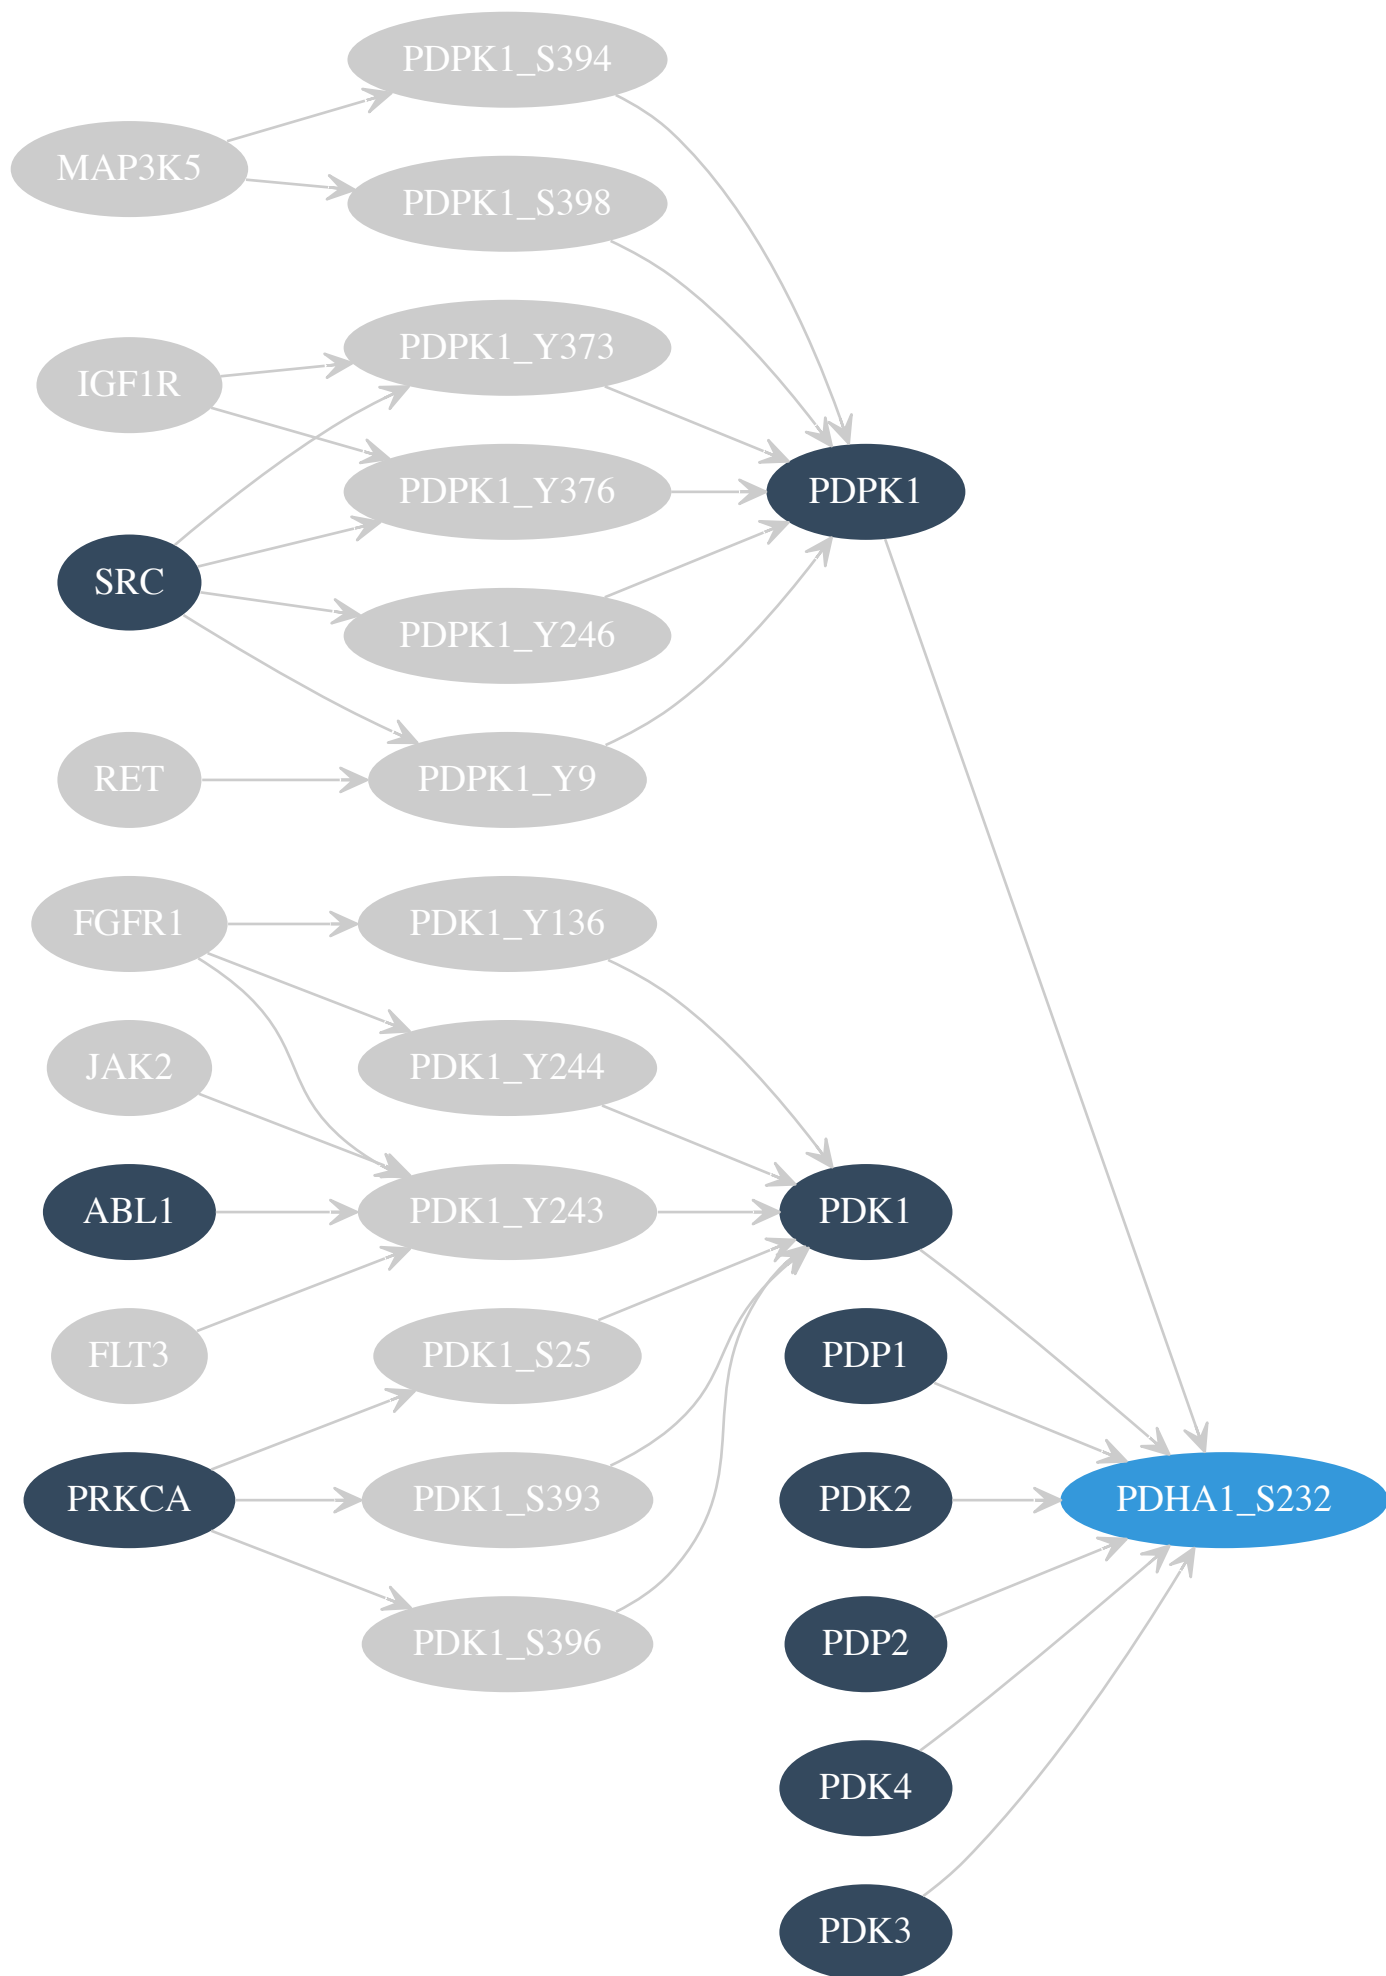 PDPK1_S394
MAP3K5
PDPK1_S398
PDPK1_Y373
IGF1R
PDPK1_Y376
PDPK1
SRC
PDPK1_Y246
RET
PDPK1_Y9
FGFR1
PDK1_Y136
JAK2
PDK1_Y244
ABL1
PDK1_Y243
PDK1
FLT3
PDK1_S25
PDP1
PRKCA
PDK1_S393
PDK2
PDHA1_S232
PDK1_S396
PDP2
PDK4
PDK3